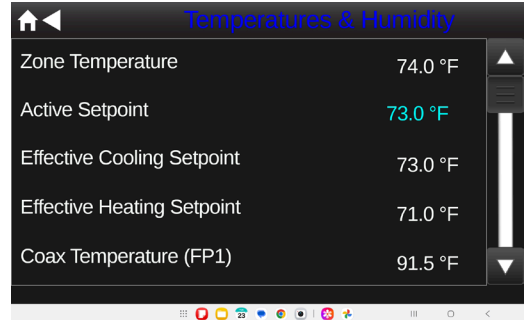 Temperatures & Humidity
Zone Temperature 74.0 °F
Active Setpoint 73.0 °F
Effective Cooling Setpoint 73.0 °F
Effective Heating Setpoint 71.0 °F
Coax Temperature (FP1) 91.5 °F
23